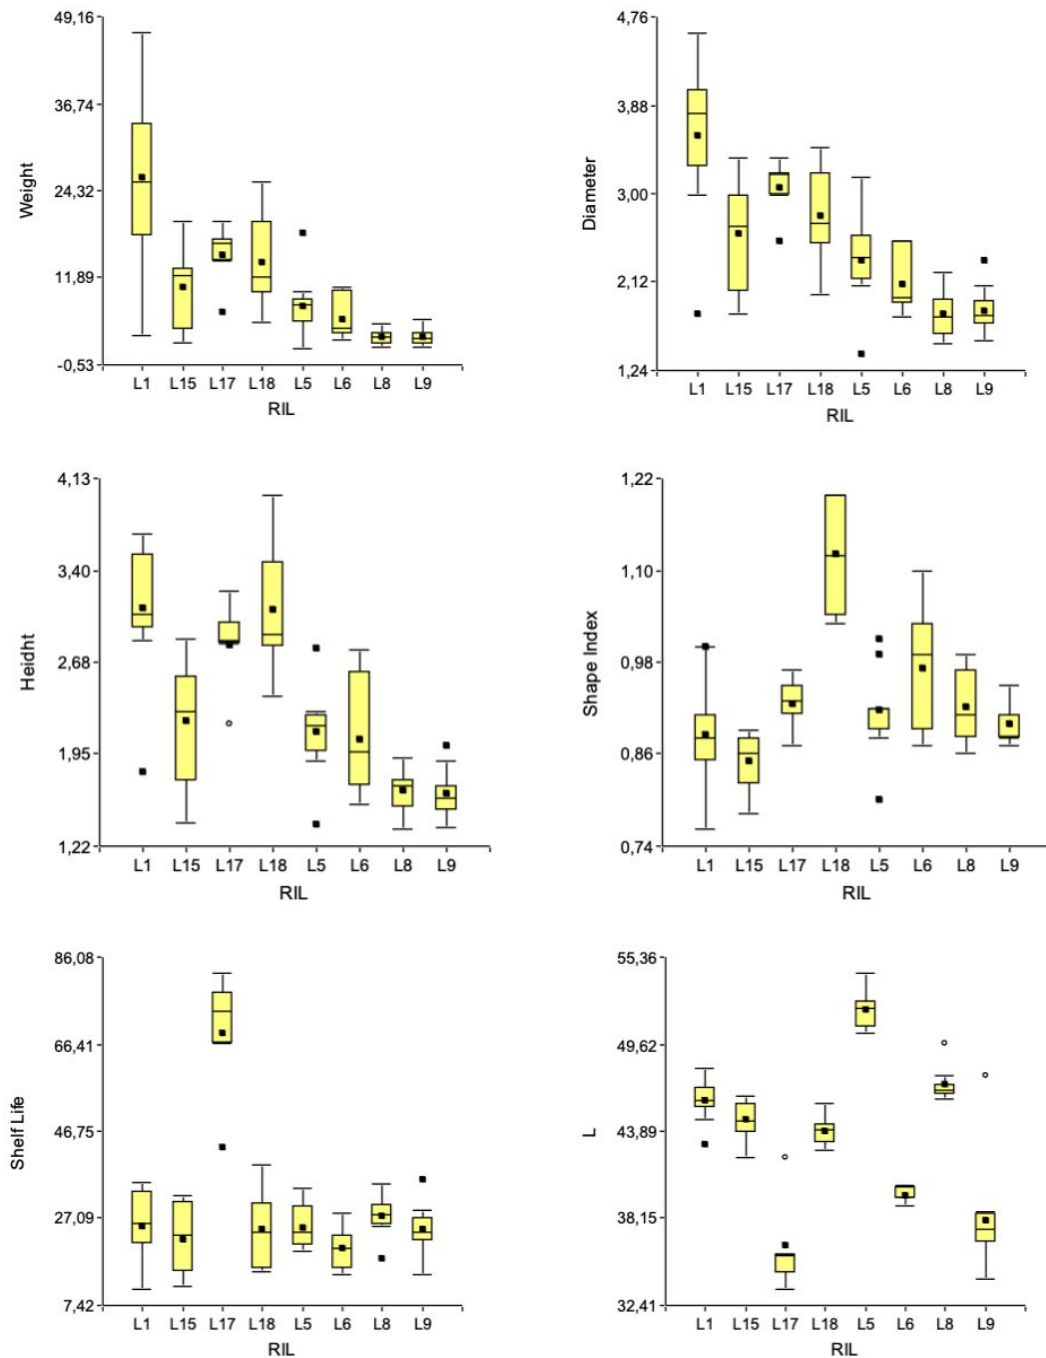 Weight
49,16
36,74
24,32
11,89
-0,53
L1 L15 L17 L18 L5 L6 L8 L9
RIL
Diameter
4,76
3,88
3,00
2,12
1,24
L1 L15 L17 L18 L5 L6 L8 L9
RIL
Heidht
4,13
3,40
2,68
1,95
1,22
L1 L15 L17 L18 L5 L6 L8 L9
RIL
Shape Index
1,22
1,10
0,98
0,86
0,74
L1 L15 L17 L18 L5 L6 L8 L9
RIL
Shelf Life
86,08
66,41
46,75
27,09
7,42
L1 L15 L17 L18 L5 L6 L8 L9
RIL
L
55,36
49,62
43,89
38,15
32,41
L1 L15 L17 L18 L5 L6 L8 L9
RIL